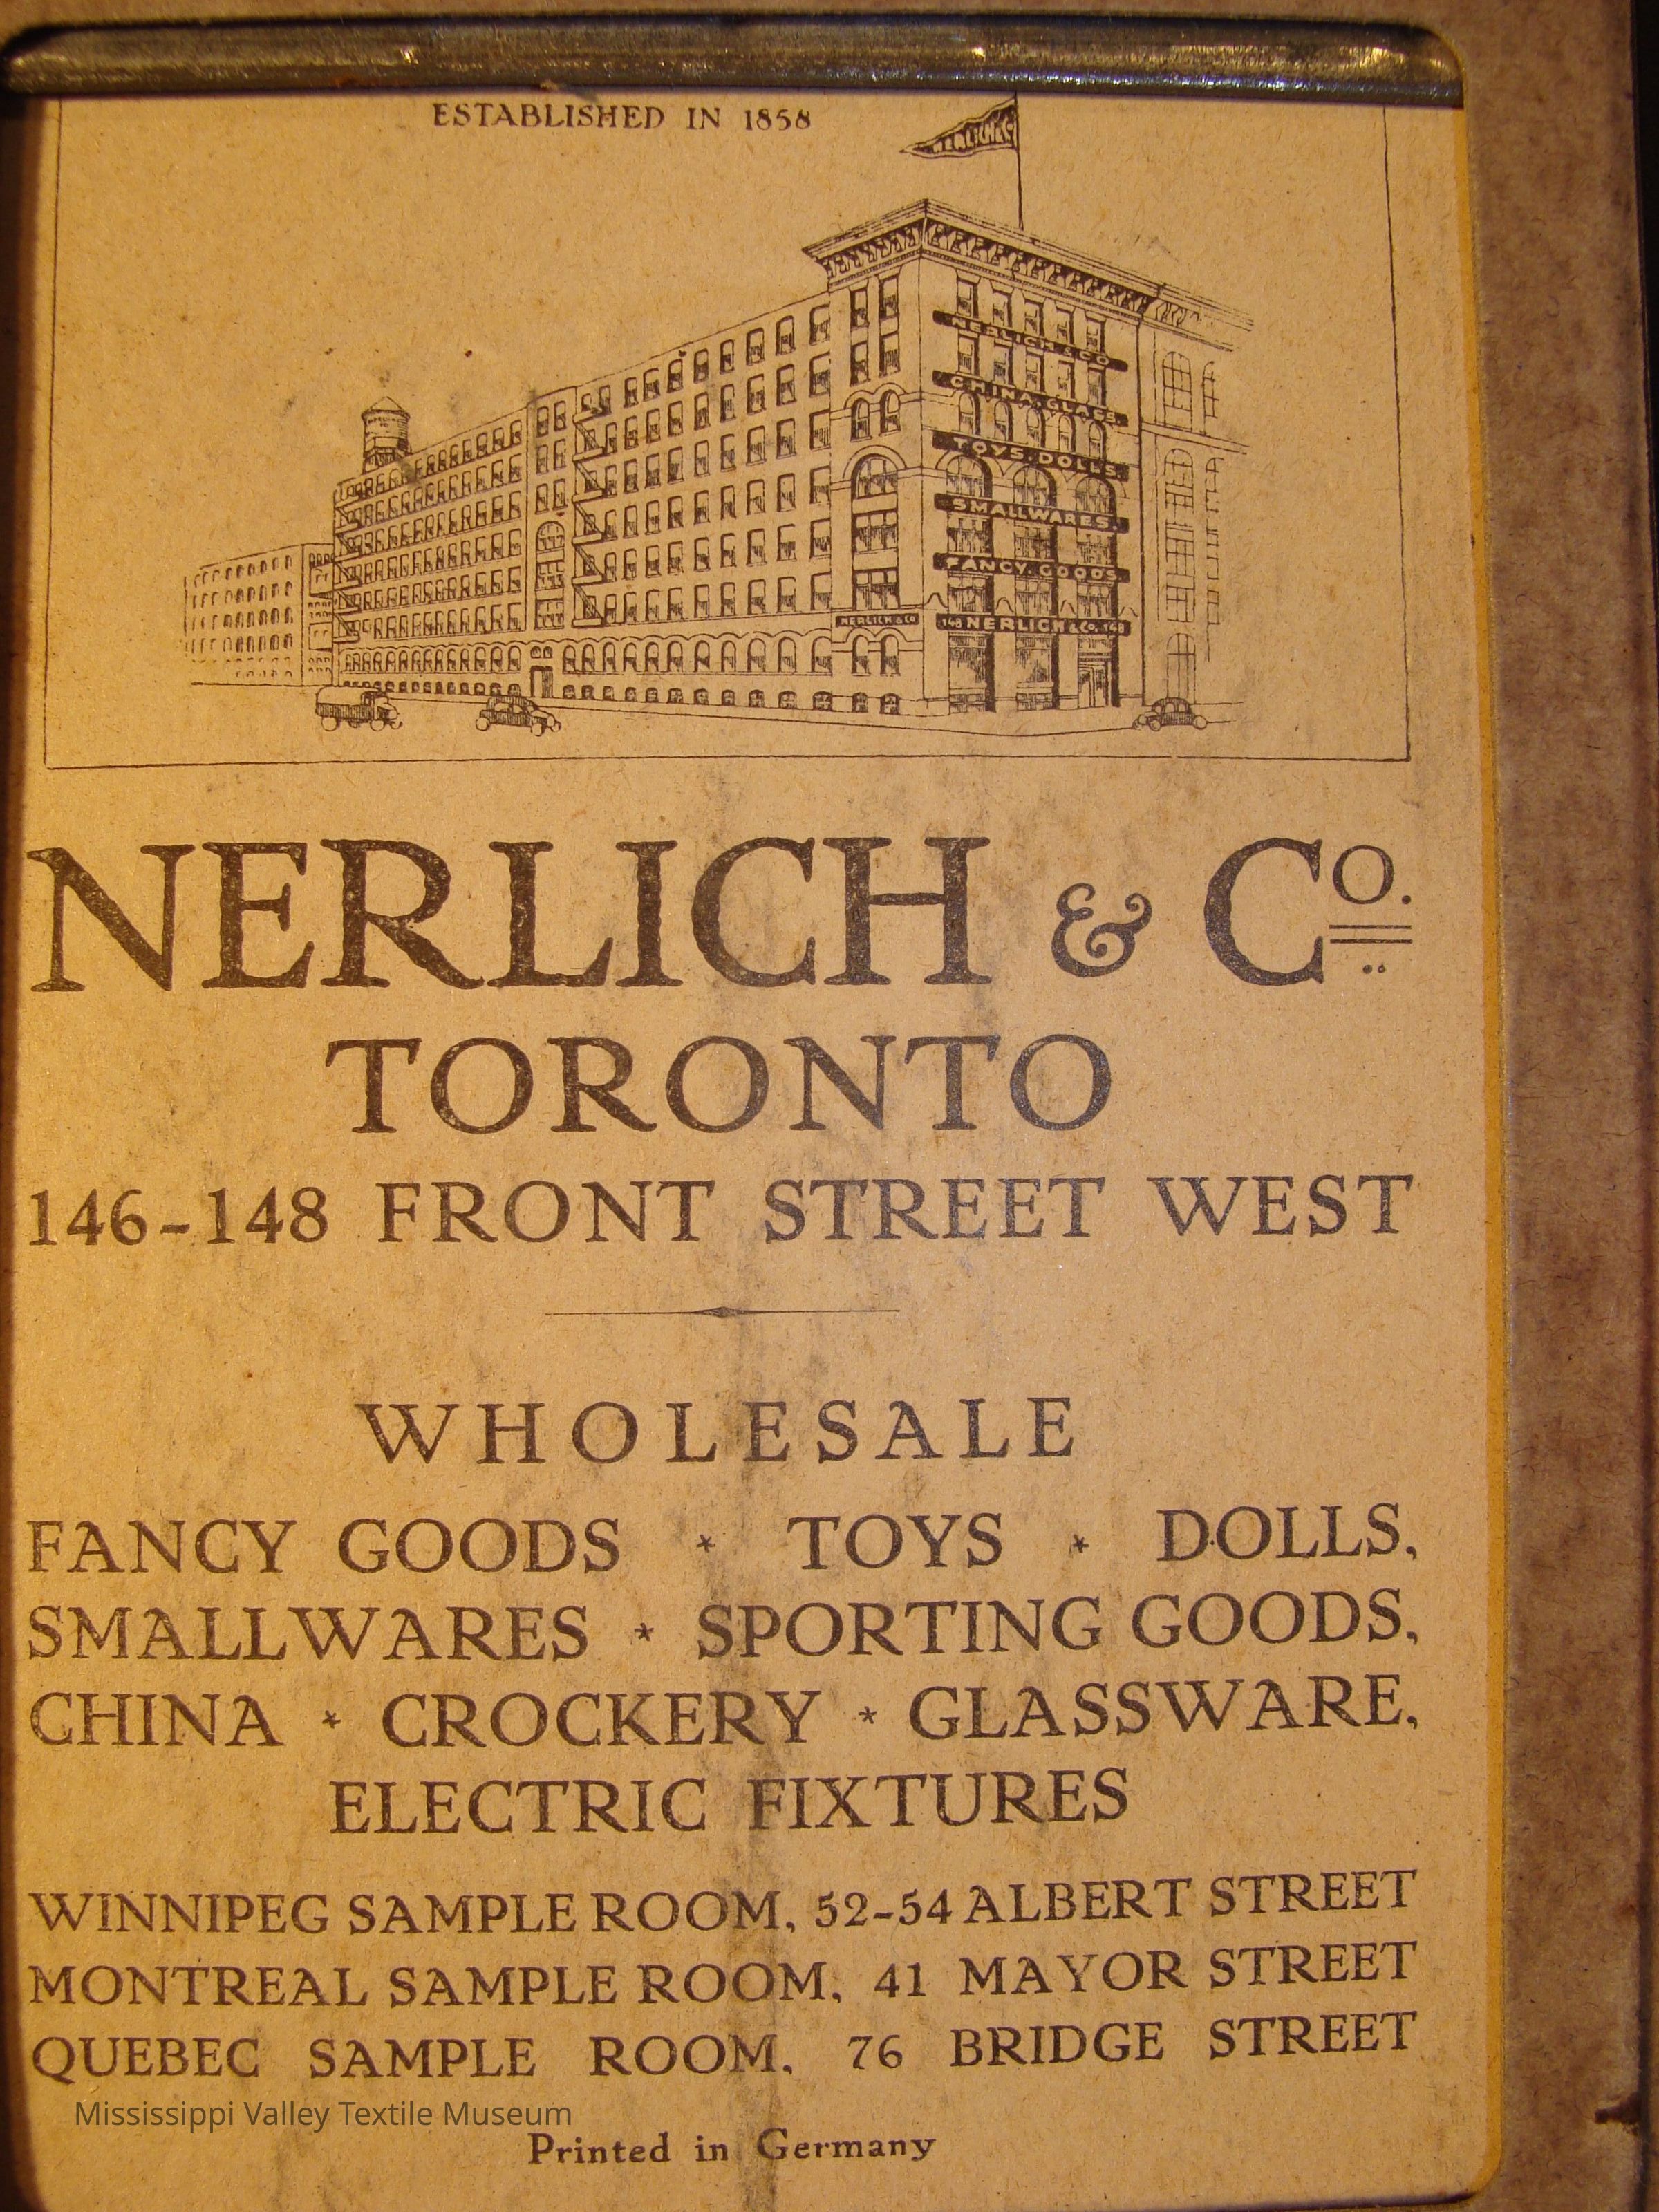 ESTABLISHED IN 1858
NERLICH & C
NERLICH & CO
CHINA. GLASS.
TOYS. DOLLS.
SMALLWARES.
FANCY. GOODS.
NERLICH & CO
146 NERLICH & CO. 148
NERLICH & CO.
TORONTO
146-148 FRONT STREET WEST
WHOLESALE
FANCY GOODS * TOYS * DOLLS,
SMALLWARES * SPORTING GOODS,
CHINA * CROCKERY * GLASSWARE,
ELECTRIC FIXTURES
WINNIPEG SAMPLE ROOM, 52-54 ALBERT STREET
MONTREAL SAMPLE ROOM, 41 MAYOR STREET
QUEBEC SAMPLE ROOM, 76 BRIDGE STREET
Mississippi Valley Textile Museum
Printed in Germany